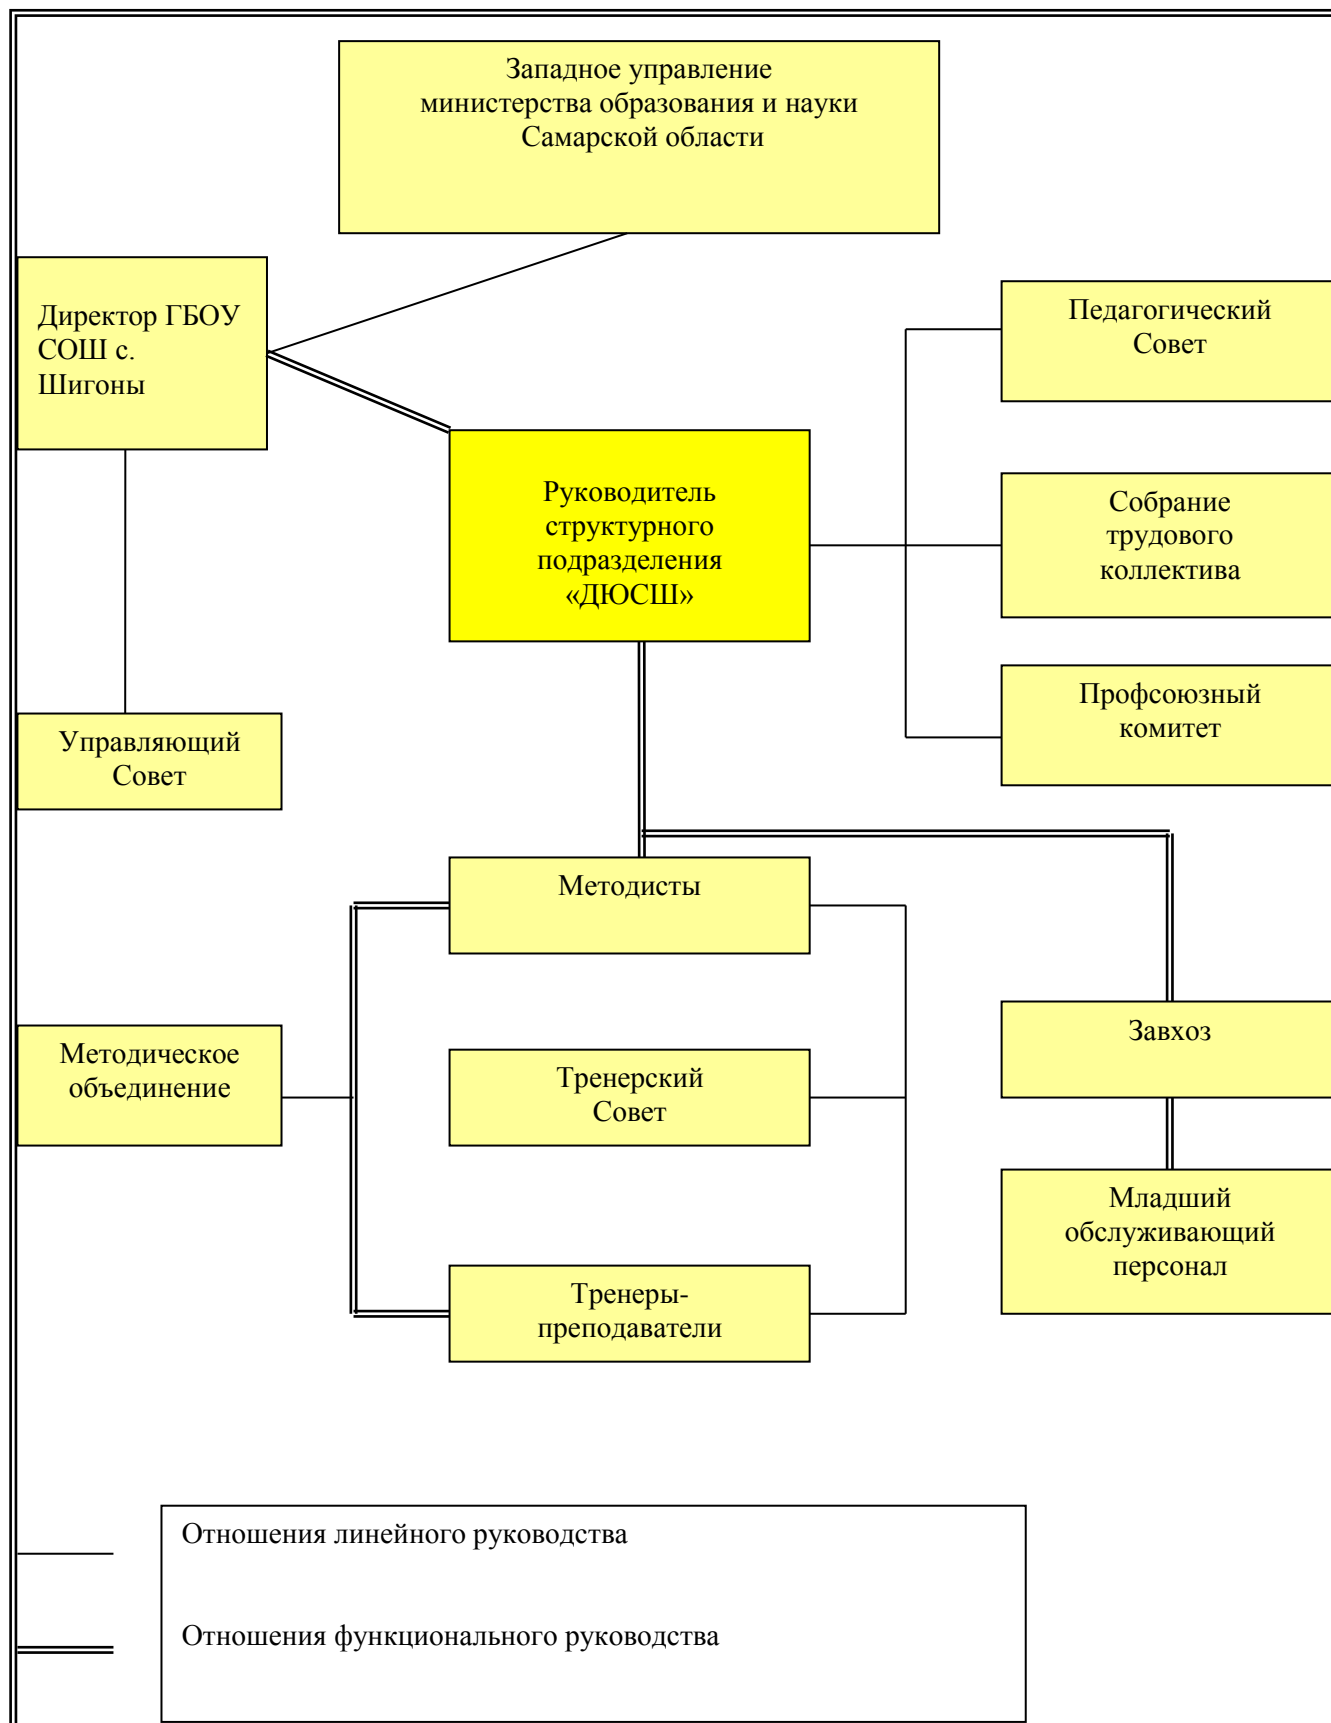 Западное управление
министерства образования и науки
Самарской области
Директор ГБОУ
СОШ с.
Шигоны
Педагогический
Совет
Руководитель
структурного
подразделения
«ДЮСШ»
Собрание
трудового
коллектива
Профсоюзный
комитет
Управляющий
Совет
Методисты
Методическое
объединение
Тренерский
Совет
Завхоз
Младший
обслуживающий
персонал
Тренеры-
преподаватели
Отношения линейного руководства
Отношения функционального руководства